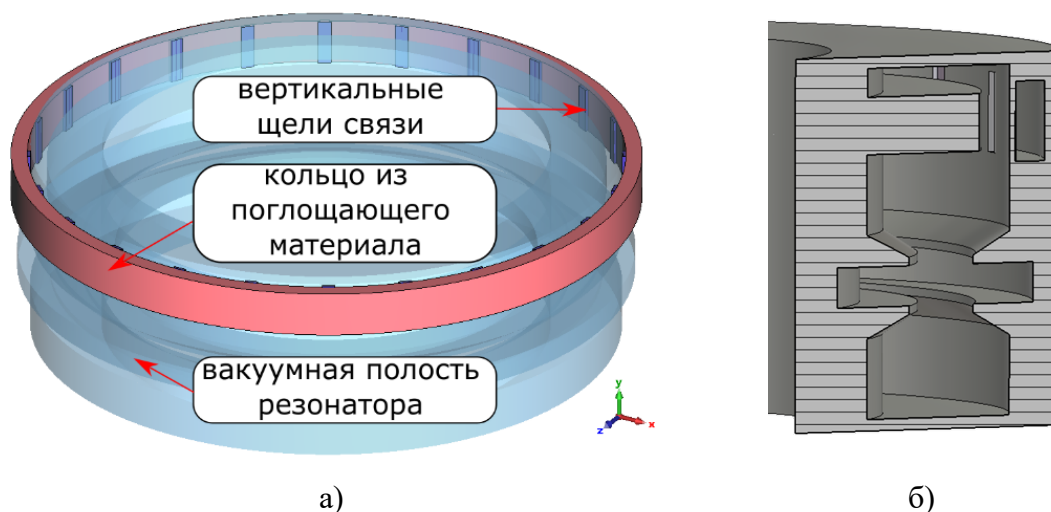 вертикальные
щели связи
кольцо из
поглощающего
материала
вакуумная полость
резонатора
y
z
x
а)
б)